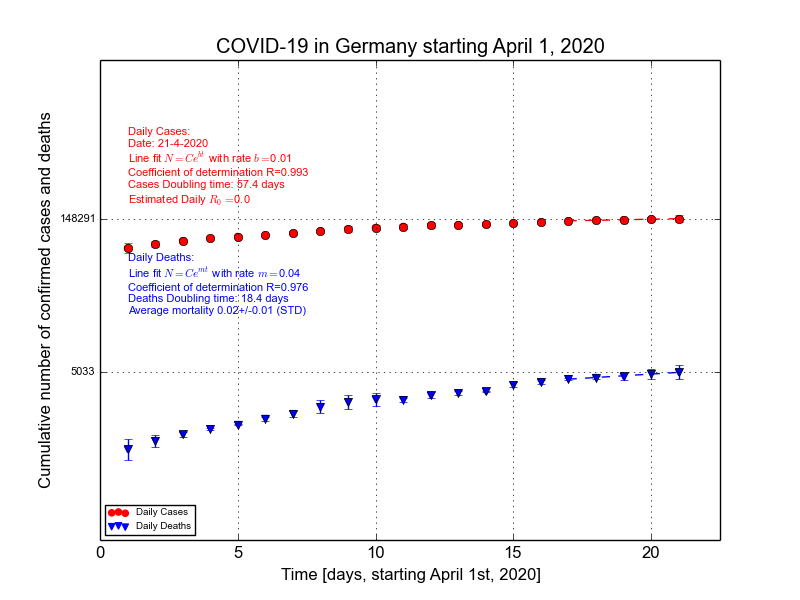 COVID-19 in Germany starting April 1, 2020
Cumulative number of confirmed cases and deaths
Daily Cases:
Date: 21-4-2020
Line fit N=Ce^{bt} with rate b=0.01
Coefficient of determination R=0.993
Cases Doubling time: 57.4 days
Estimated Daily R_0=0.0
148291
Daily Deaths:
Line fit N=Ce^{mt} with rate m=0.04
Coefficient of determination R=0.976
Deaths Doubling time: 18.4 days
Average mortality 0.02+/-0.01 (STD)
5033
Daily Cases
Daily Deaths
0 5 10 15 20
Time [days, starting April 1st, 2020]